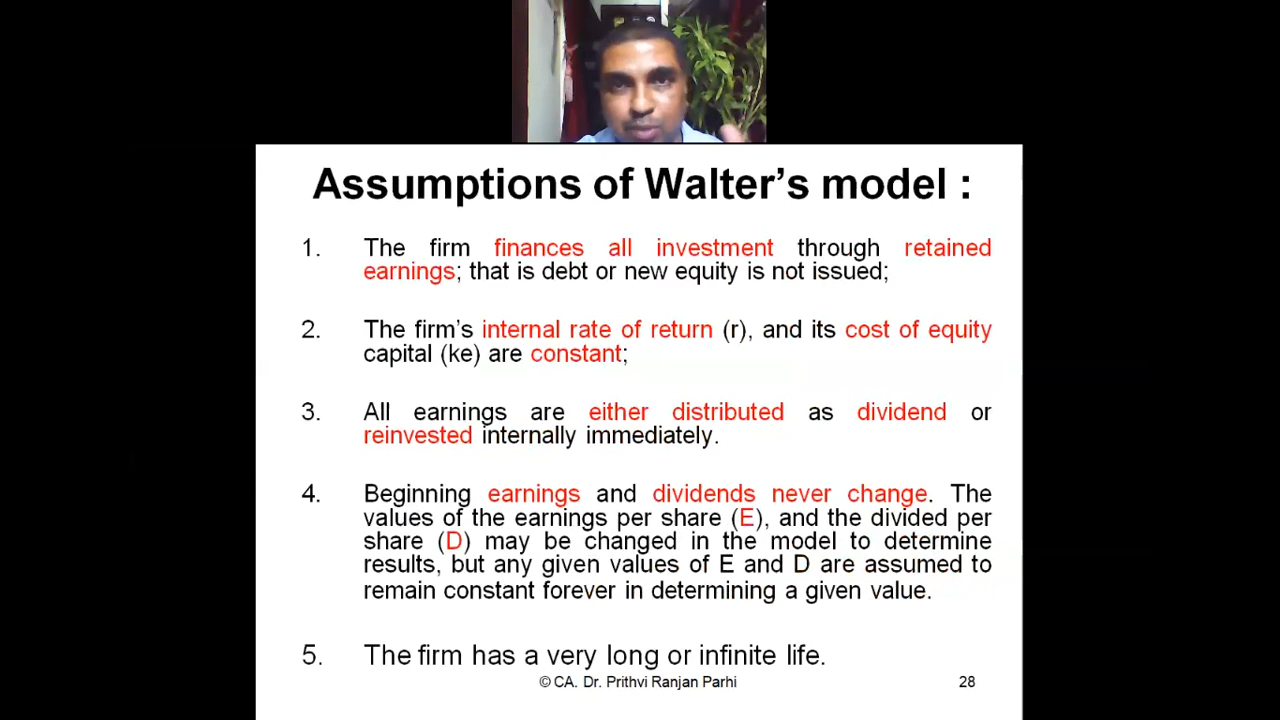 Assumptions of Walter's model :
1. The firm finances all investment through retained
earnings; that is debt or new equity is not issued;
2. The firm's internal rate of return (r), and its cost of equity
capital (ke) are constant;
3. All earnings are either distributed as dividend or
reinvested internally immediately.
4. Beginning earnings and dividends never change. The
values of the earnings per share (E), and the divided per
share (D) may be changed in the model to determine
results, but any given values of E and D are assumed to
remain constant forever in determining a given value.
5. The firm has a very long or infinite life.
© CA. Dr. Prithvi Ranjan Parhi 28